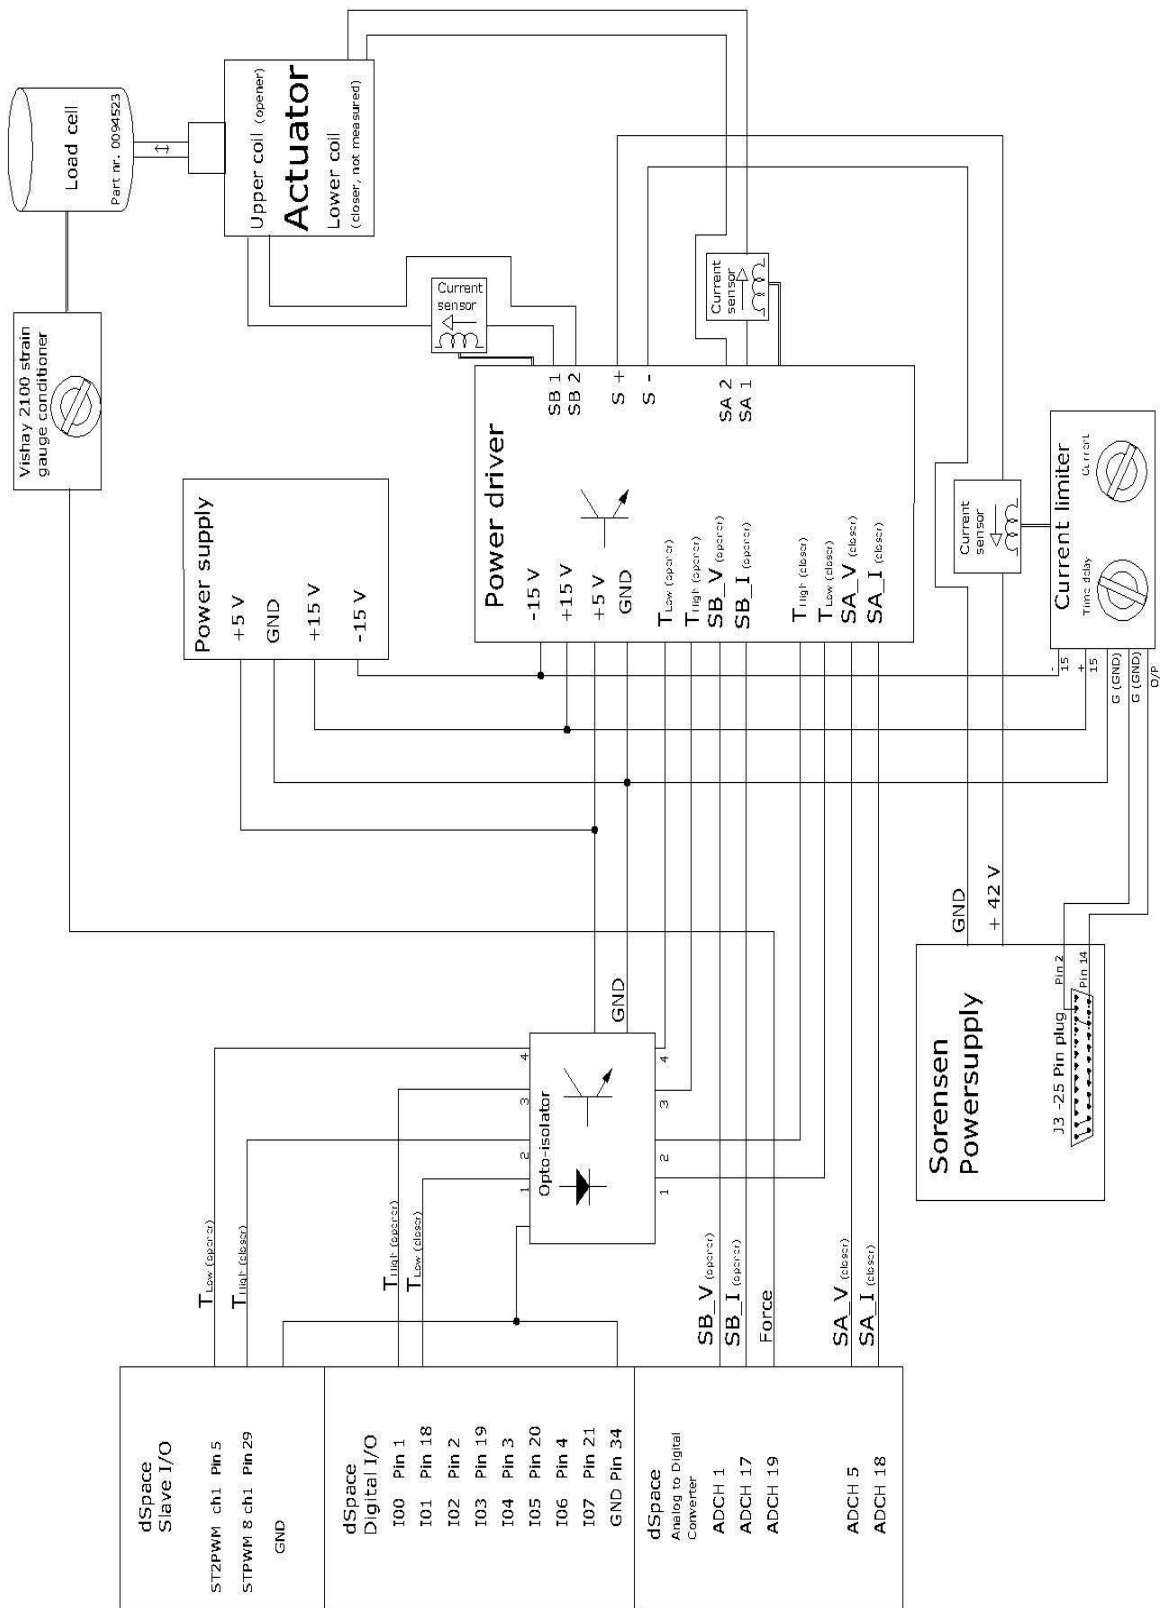 Load cell
Part nr. 0094523
Upper coil (opener)
Actuator
Lower coil
(closer, not measured)
Vishay 2100 strain
gauge conditioner
Current
sensor
Current
sensor
Power supply
+5 V
GND
+15 V
-15 V
Power driver
SB 1
SB 2
S +
S -
SA 2
SA 1
-15 V
+15 V
+5 V
GND
TLow (opener)
THigh (opener)
SB_V (opener)
SB_I (opener)
THigh (closer)
TLow (closer)
SA_V (closer)
SA_I (closer)
Current
sensor
Current limiter
Time delay
Current
-
15
+
15
G (GND)
G (GND)
O/P
GND
+ 42 V
Sorensen
Powersupply
J3 -25 Pin plug
Pin 2
Pin 14
GND
Opto-isolator
1
2
3
4
1
2
3
4
TLow (opener)
THigh (closer)
THigh (opener)
TLow (closer)
SB_V (opener)
SB_I (opener)
Force
SA_V (closer)
SA_I (closer)
dSpace
Slave I/O
ST2PWM ch1 Pin 5
STPWM 8 ch1 Pin 29
GND
dSpace
Digital I/O
IO0 Pin 1
IO1 Pin 18
IO2 Pin 2
IO3 Pin 19
IO4 Pin 3
IO5 Pin 20
IO6 Pin 4
IO7 Pin 21
GND Pin 34
dSpace
Analog to Digital
Converter
ADCH 1
ADCH 17
ADCH 19
ADCH 5
ADCH 18